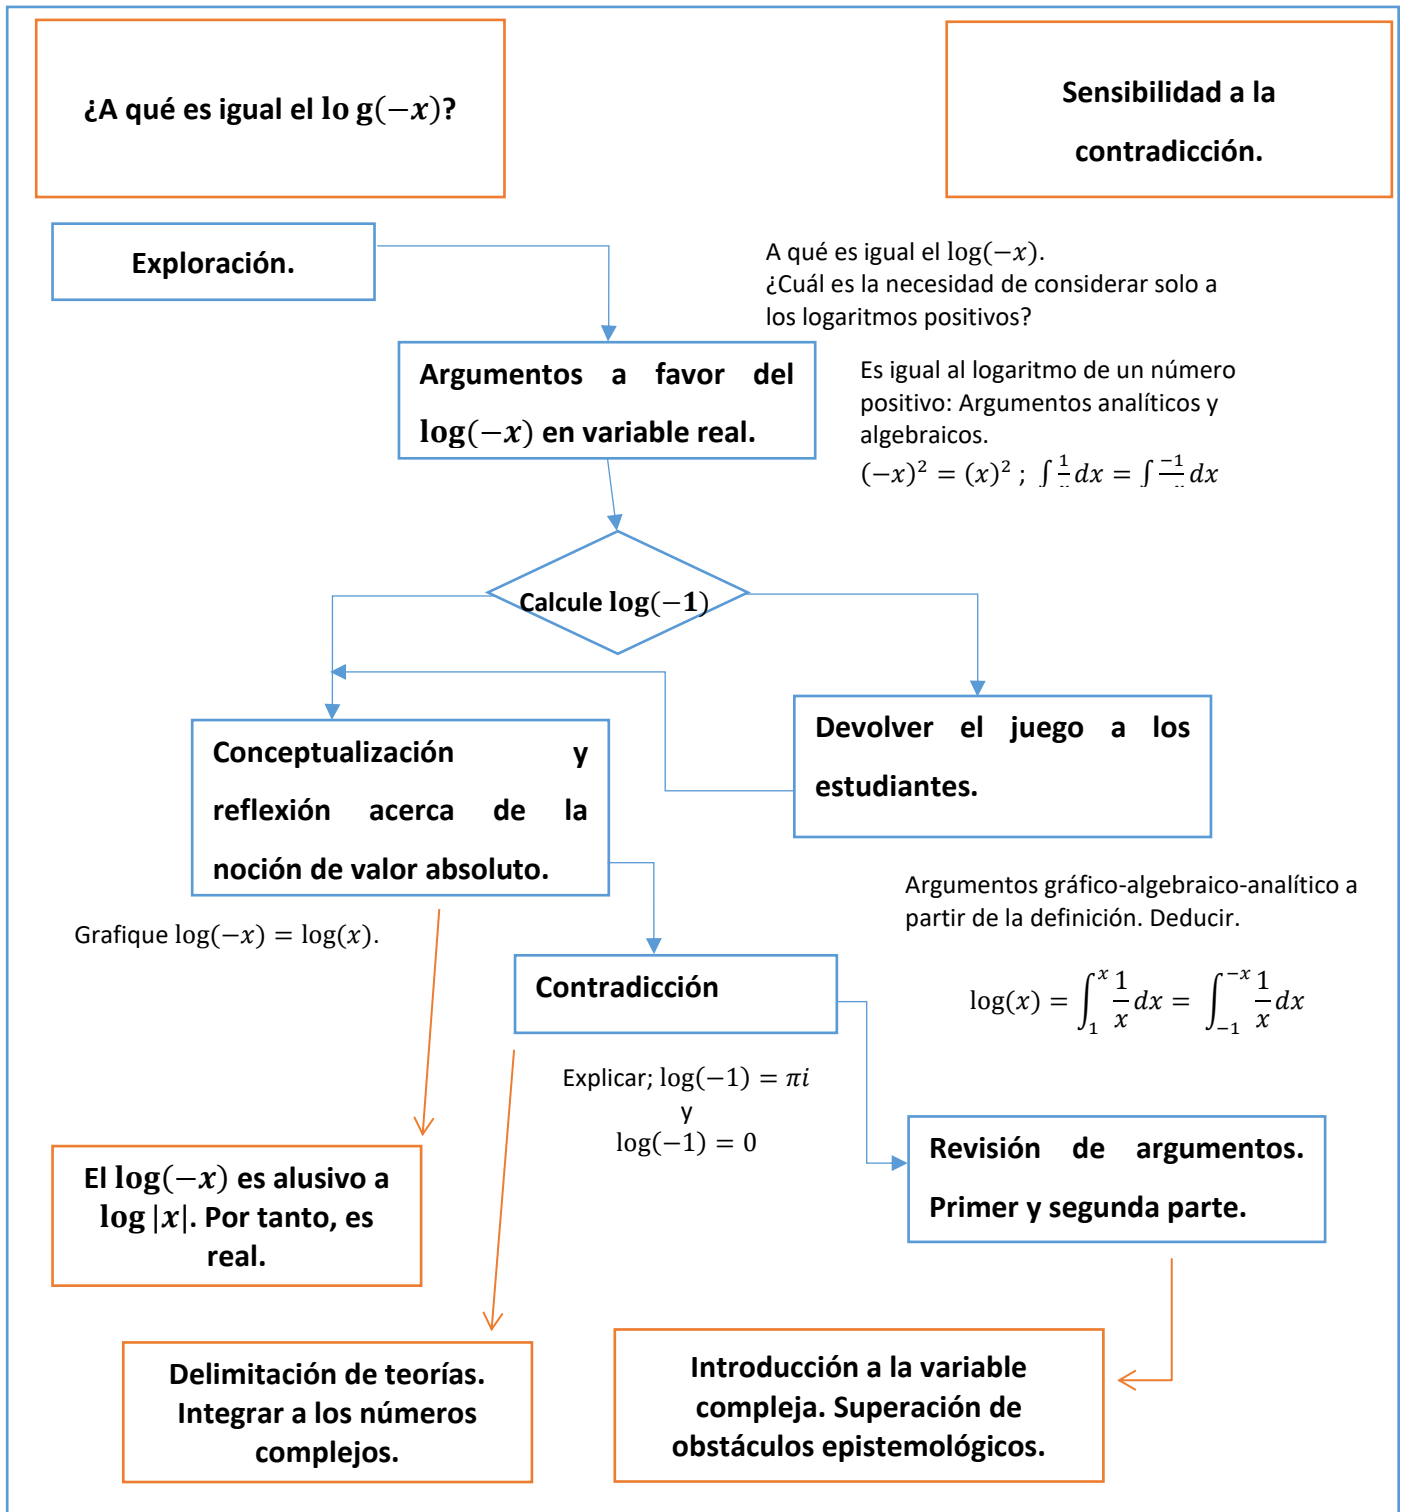 ¿A qué es igual el lo g(−x)?
Sensibilidad a la
contradicción.
Exploración.
A qué es igual el log(−x).
¿Cuál es la necesidad de considerar solo a
los logaritmos positivos?
Argumentos a favor del
log(−x) en variable real.
Es igual al logaritmo de un número
positivo: Argumentos analíticos y
algebraicos.
(−x)² = (x)² ; ∫ 1/x dx = ∫ −1/−x dx
Calcule log(−1)
Devolver el juego a los
estudiantes.
Conceptualización y
reflexión acerca de la
noción de valor absoluto.
Argumentos gráfico-algebraico-analítico a
partir de la definición. Deducir.
log(x) = ∫₁ˣ 1/x dx = ∫₋₁⁻ˣ 1/x dx
Grafique log(−x) = log(x).
Contradicción
Explicar; log(−1) = πi
y
log(−1) = 0
Revisión de argumentos.
Primer y segunda parte.
El log(−x) es alusivo a
log |x|. Por tanto, es
real.
Delimitación de teorías.
Integrar a los números
complejos.
Introducción a la variable
compleja. Superación de
obstáculos epistemológicos.